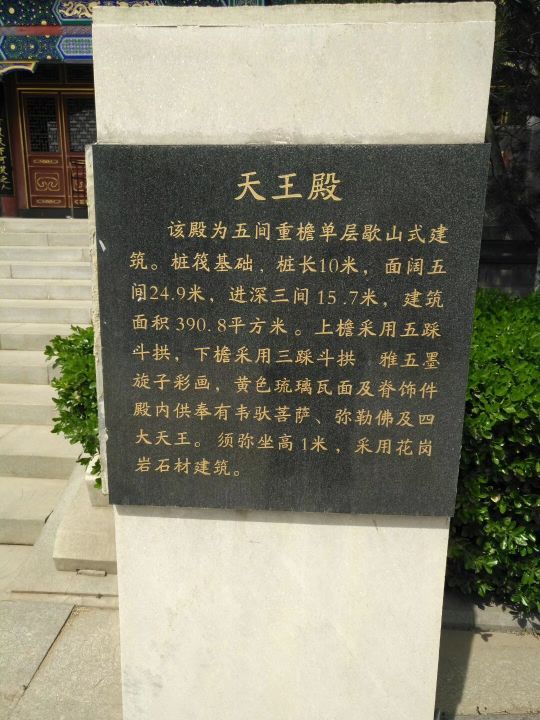 天王殿
该殿为五间重檐单层歇山式建
筑。桩筏基础.桩长10米，面阔五
间24.9米，进深三间15.7米，建筑
面积390.8平方米。上檐采用五踩
斗拱，下檐采用三踩斗拱 雅五墨
旋子彩画，黄色琉璃瓦面及脊饰件
殿内供奉有韦驮菩萨、弥勒佛及四
大天王。须弥坐高1米，采用花岗
岩石材建筑。